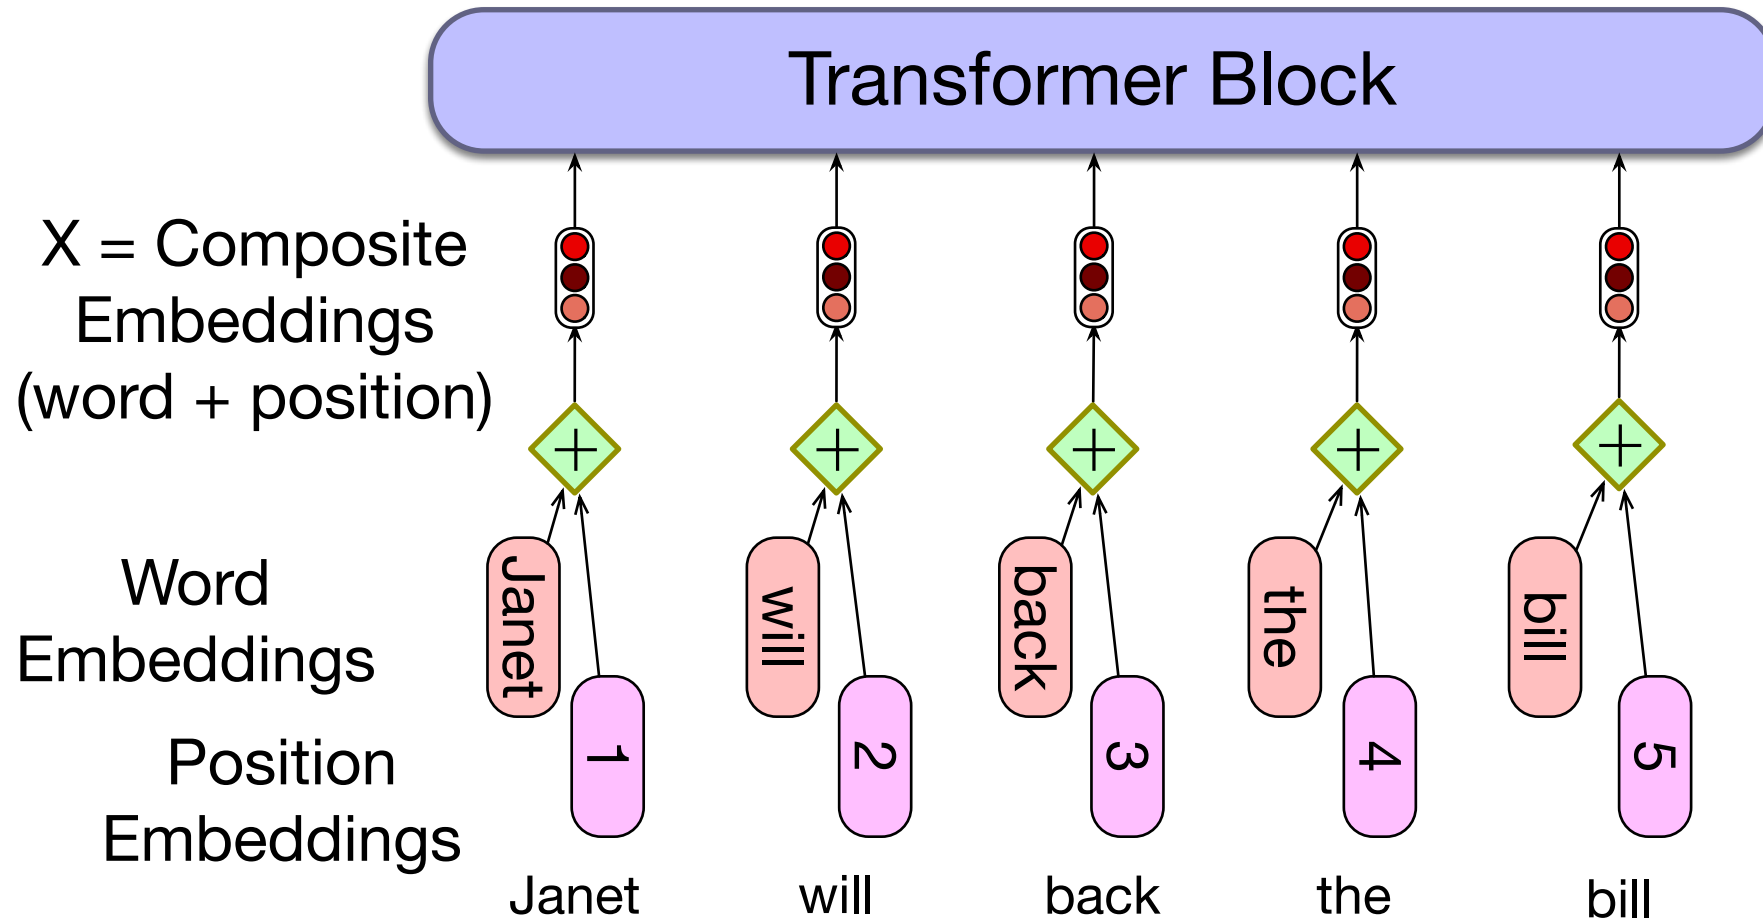 Transformer Block
X = Composite
Embeddings
(word + position)
+ + + + +
Word
Embeddings
Janet will back the bill
Position
Embeddings
1 2 3 4 5
Janet will back the bill